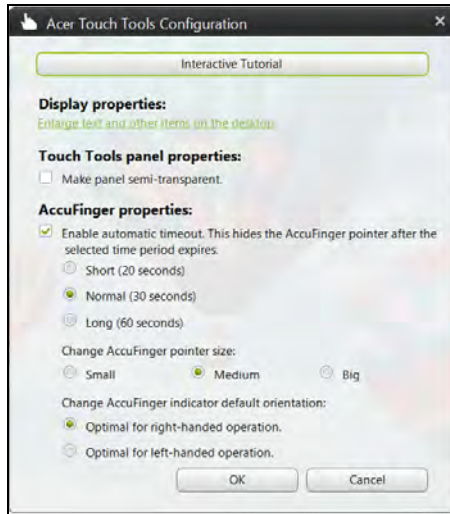 Acer Touch Tools Configuration
Interactive Tutorial
Display properties:
Enlarge text and other items on the desktop
Touch Tools panel properties:
Make panel semi-transparent.
AccuFinger properties:
Enable automatic timeout. This hides the AccuFinger pointer after the
selected time period expires.
Short (20 seconds)
Normal (30 seconds)
Long (60 seconds)
Change AccuFinger pointer size:
Small Medium Big
Change AccuFinger indicator default orientation:
Optimal for right-handed operation.
Optimal for left-handed operation.
OK Cancel